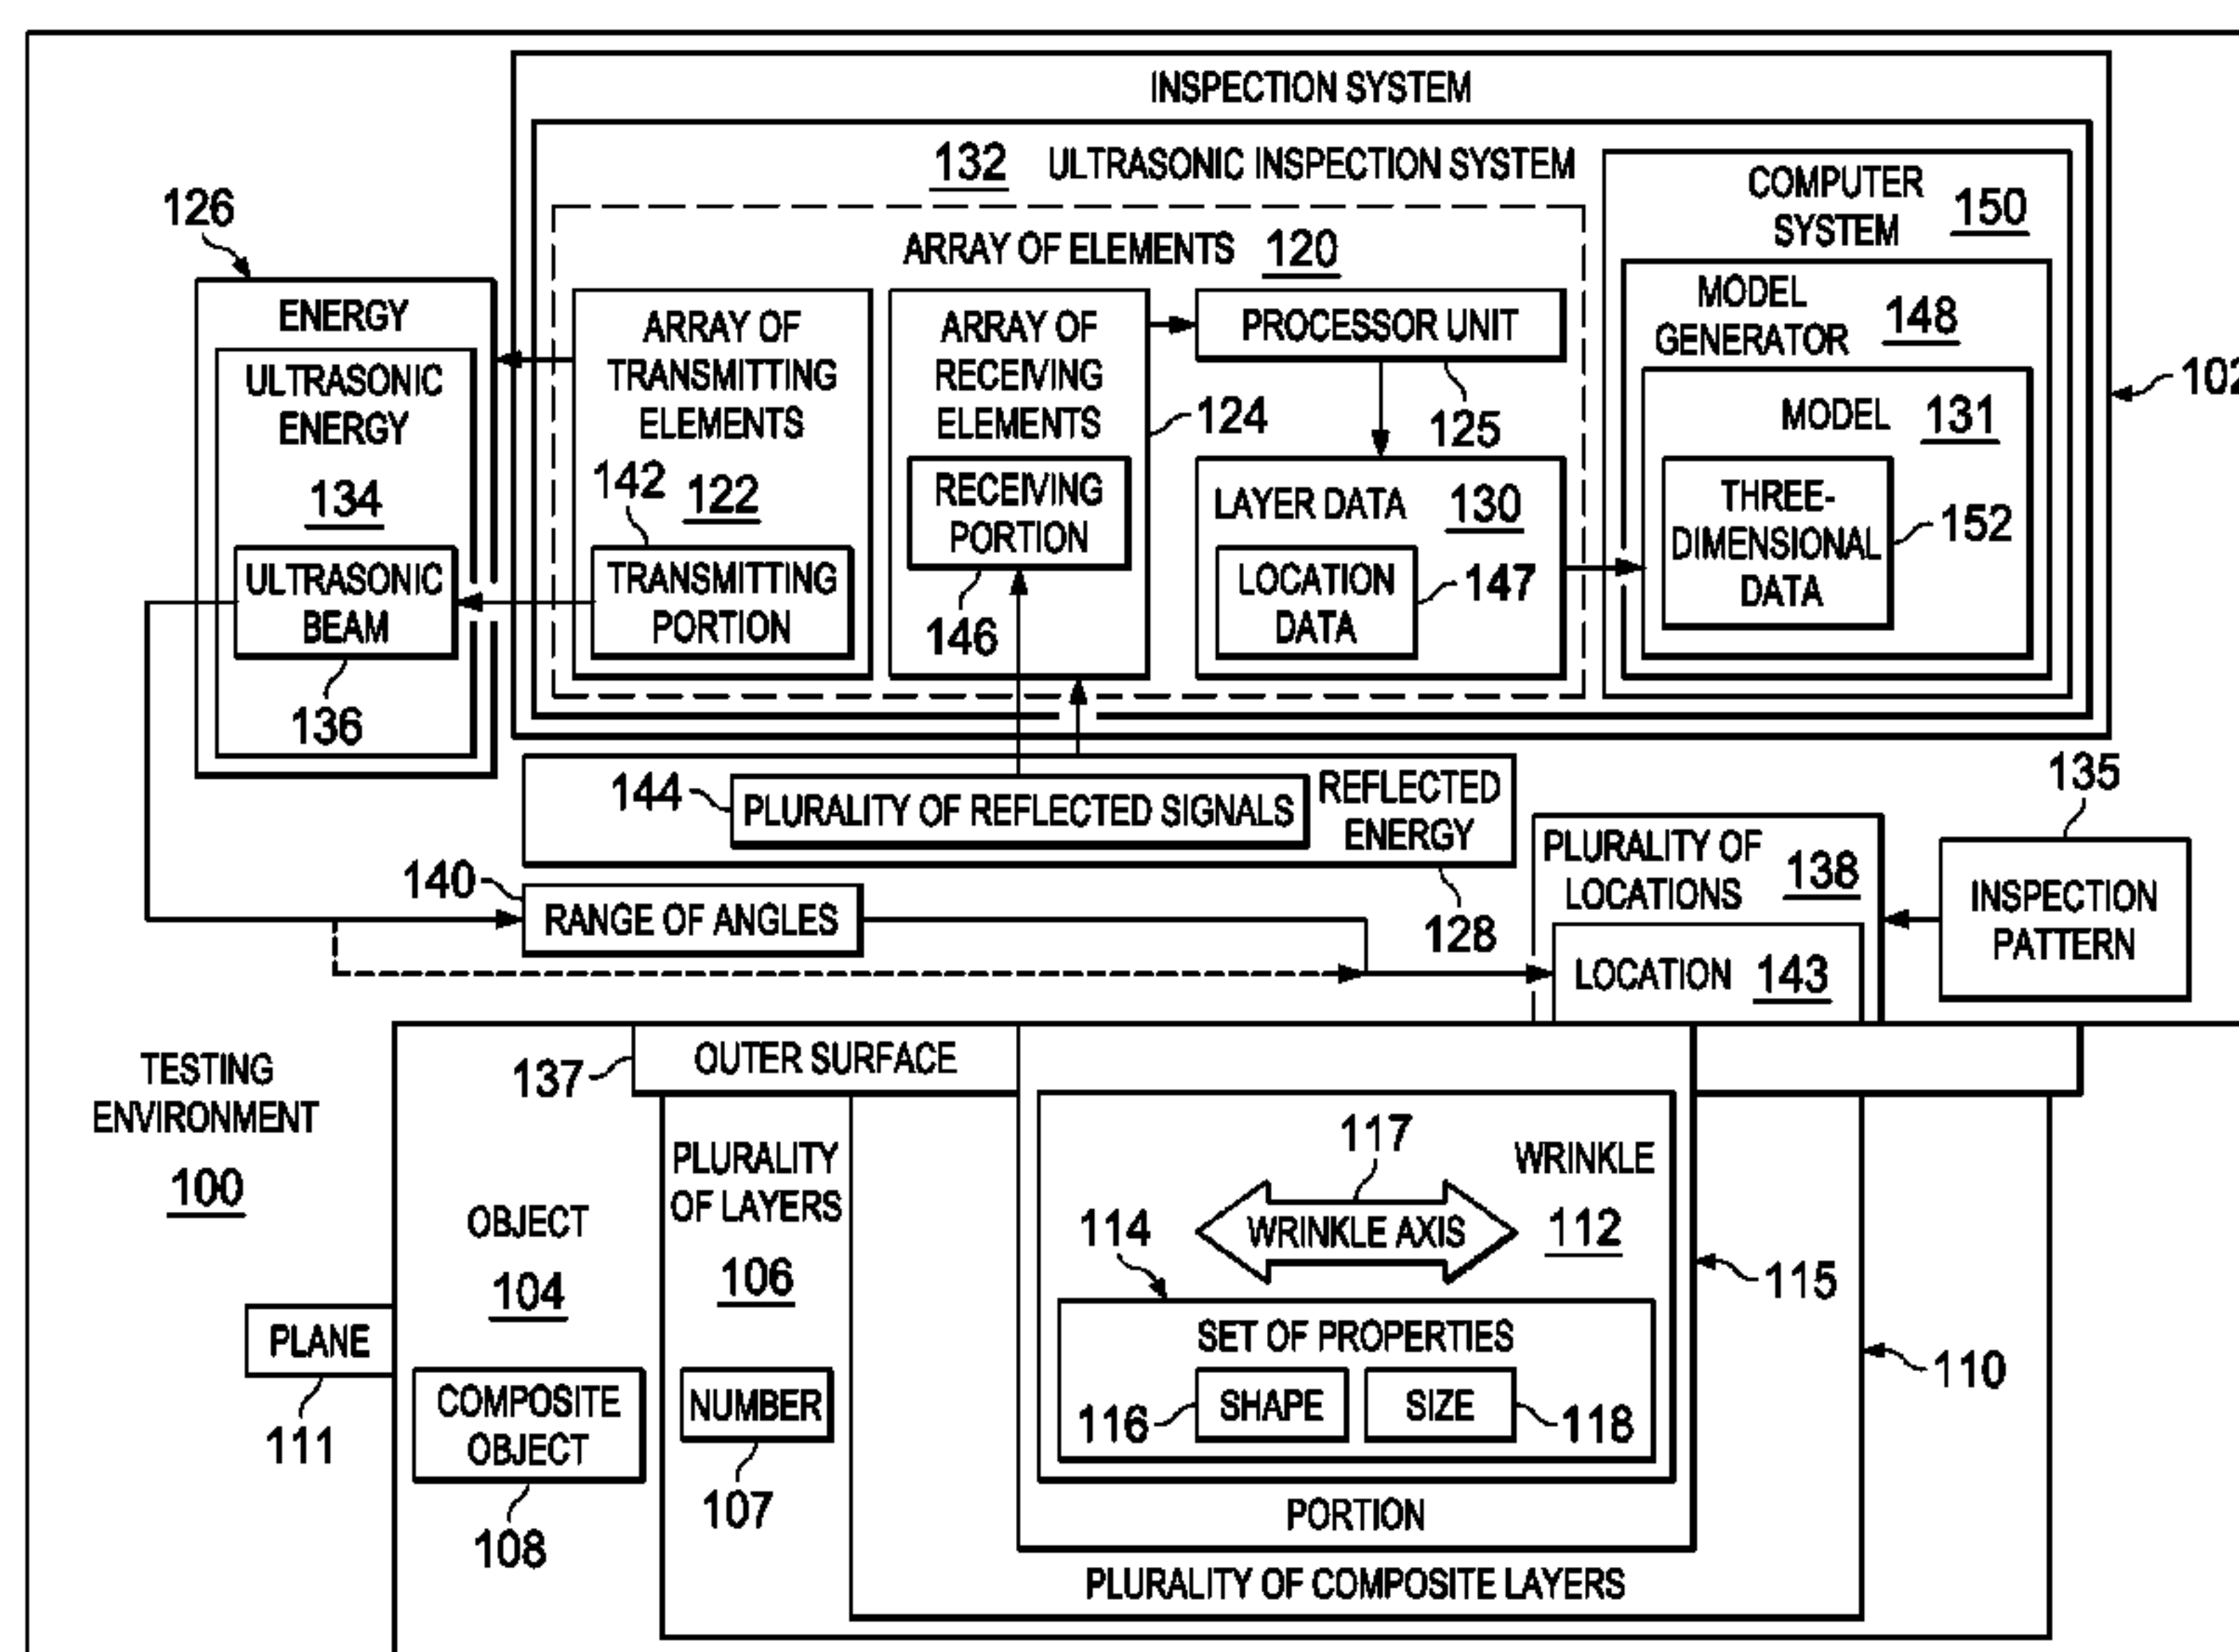 INSPECTION SYSTEM
132 ULTRASONIC INSPECTION SYSTEM
COMPUTER
SYSTEM
150
126
ARRAY OF ELEMENTS 120
ENERGY
ULTRASONIC
ENERGY
134
ULTRASONIC
BEAM
136
ARRAY OF
TRANSMITTING
ELEMENTS
142
122
TRANSMITTING
PORTION
ARRAY OF
RECEIVING
ELEMENTS
124
RECEIVING
PORTION
146
PROCESSOR UNIT
125
LAYER DATA 130
LOCATION
DATA
147
MODEL
GENERATOR
148
MODEL 131
THREE-
DIMENSIONAL
DATA
152
102
144
PLURALITY OF REFLECTED SIGNALS
REFLECTED
ENERGY
128
135
140
RANGE OF ANGLES
PLURALITY OF
LOCATIONS
138
LOCATION 143
INSPECTION
PATTERN
TESTING
ENVIRONMENT
100
137
OUTER SURFACE
OBJECT
104
PLANE
111
COMPOSITE
OBJECT
108
PLURALITY
OF LAYERS
106
NUMBER
107
117
WRINKLE AXIS
WRINKLE
112
114
SET OF PROPERTIES
116
SHAPE
SIZE
118
115
110
PORTION
PLURALITY OF COMPOSITE LAYERS